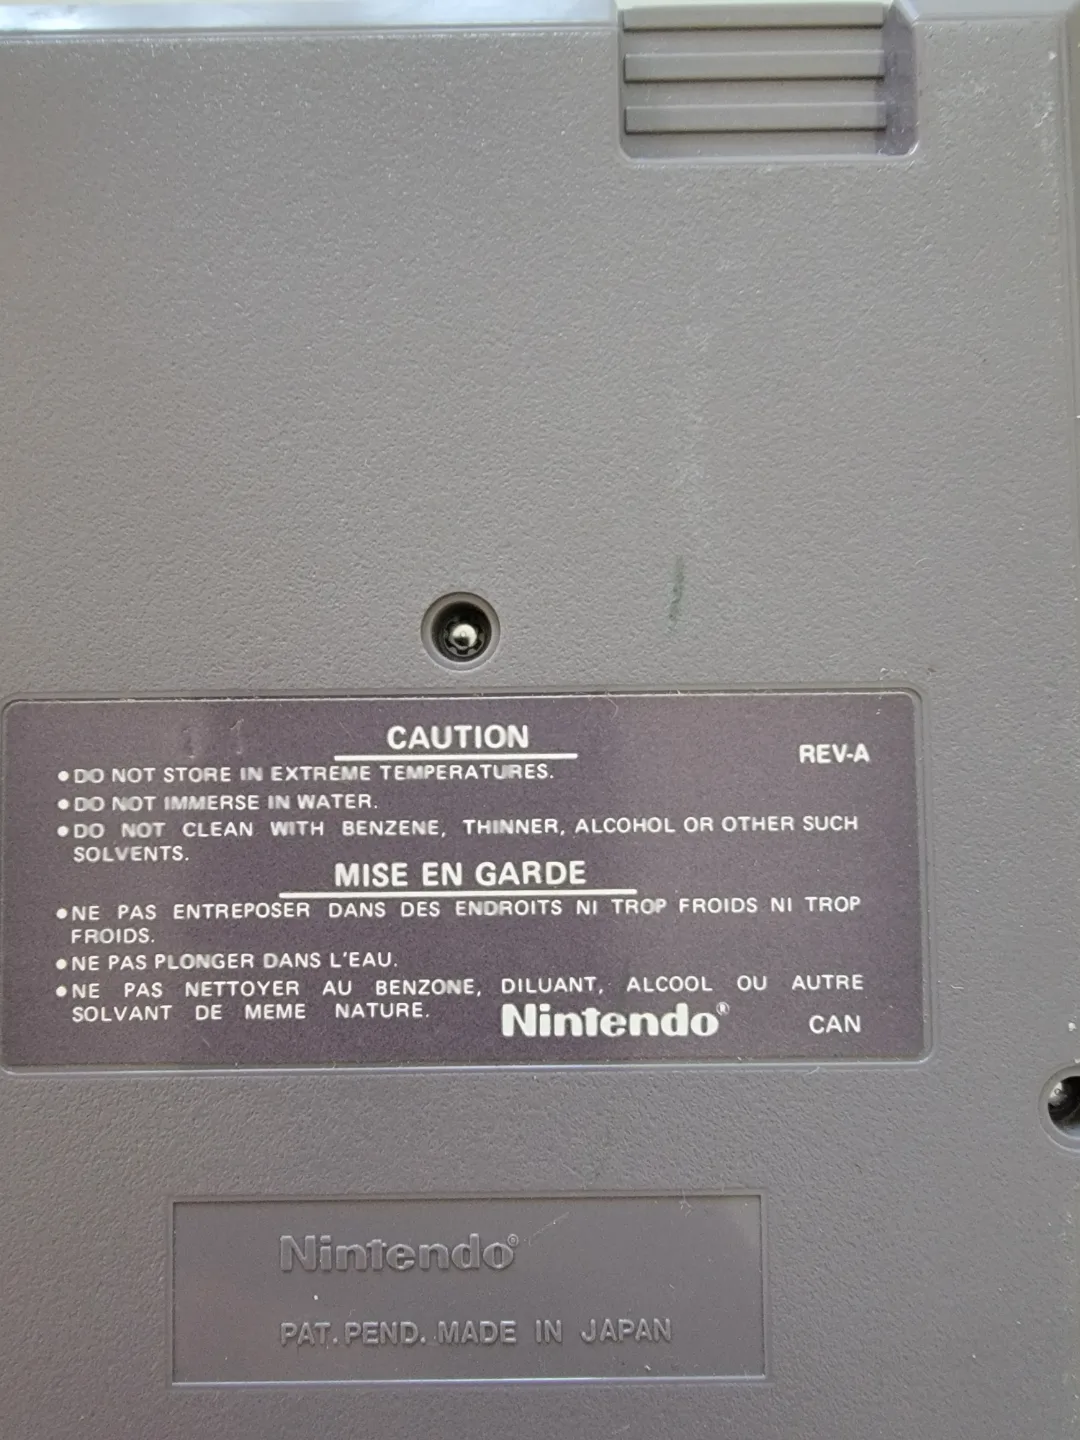 CAUTION
REV-A
●DO NOT STORE IN EXTREME TEMPERATURES.
●DO NOT IMMERSE IN WATER.
●DO NOT CLEAN WITH BENZENE, THINNER, ALCOHOL OR OTHER SUCH
SOLVENTS.
MISE EN GARDE
●NE PAS ENTREPOSER DANS DES ENDROITS NI TROP FROIDS NI TROP
FROIDS.
●NE PAS PLONGER DANS L'EAU.
●NE PAS NETTOYER AU BENZONE, DILUANT, ALCOOL OU AUTRE
SOLVANT DE MEME NATURE.
Nintendo®
CAN
Nintendo®
PAT. PEND. MADE IN JAPAN